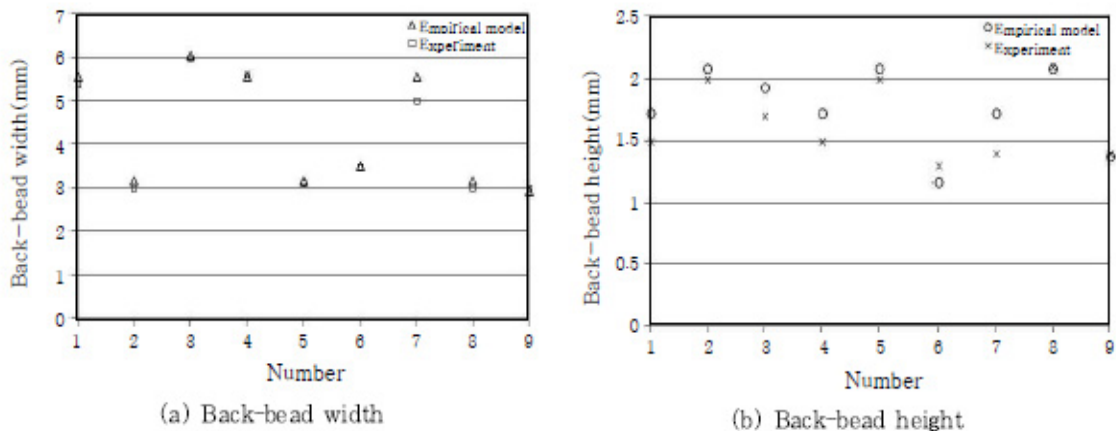 7
6
5
4
3
2
1
0
Back-bead width(mm)
Empirical model
Experiment
1 2 3 4 5 6 7 8 9
Number
(a) Back-bead width
2.5
2
1.5
1
0.5
0
Back-bead height(mm)
Empirical model
Experiment
1 2 3 4 5 6 7 8 9
Number
(b) Back-bead height